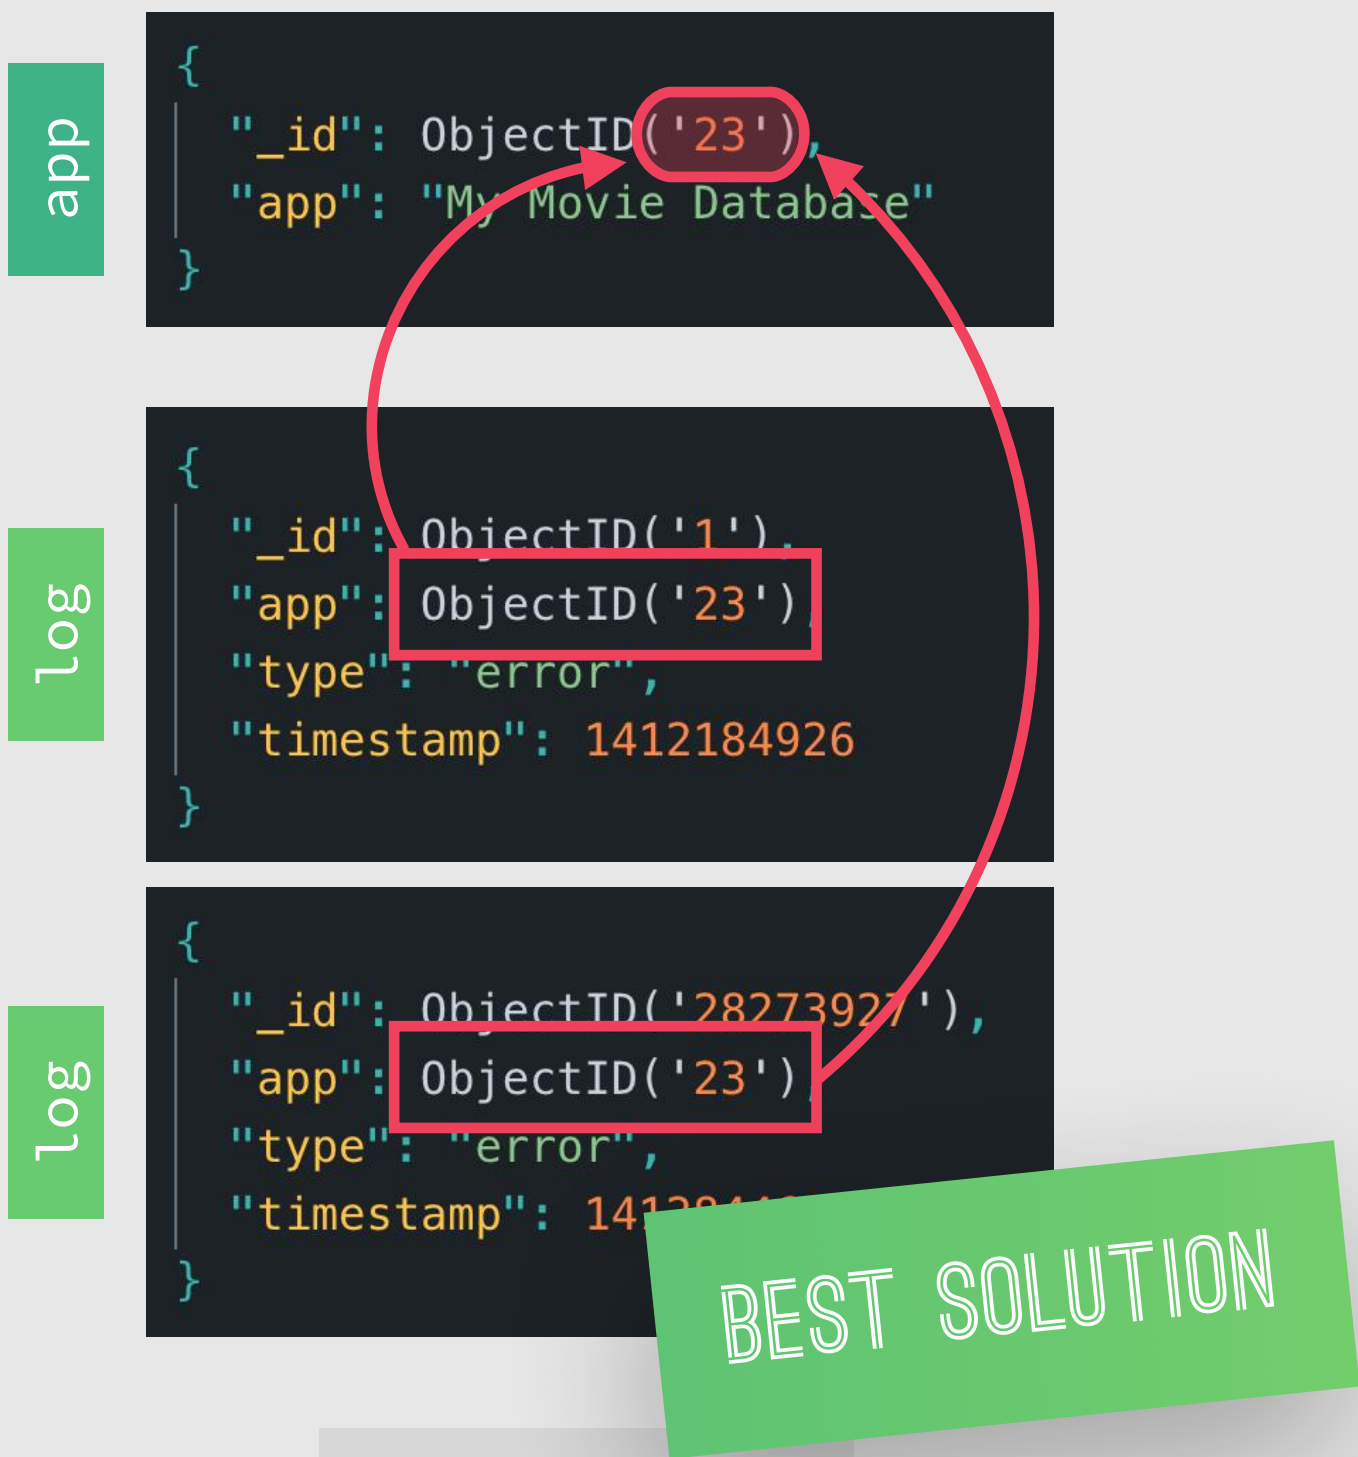 app
{
"_id": ObjectID('23'),
"app": "My Movie Database"
}
log
{
"_id": ObjectID('1'),
"app": ObjectID('23'),
"type": "error",
"timestamp": 1412184926
}
log
{
"_id": ObjectID('28273927'),
"app": ObjectID('23'),
"type": "error",
"timestamp":
}
BEST SOLUTION